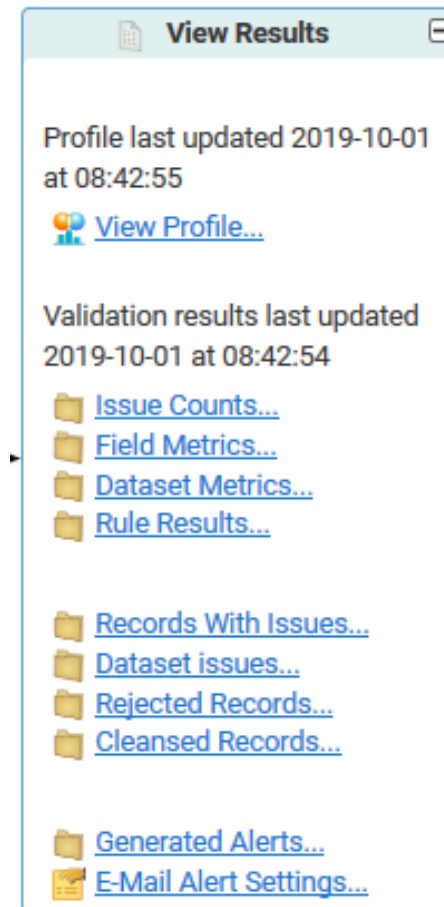 View Results
Profile last updated 2019-10-01
at 08:42:55
View Profile...
Validation results last updated
2019-10-01 at 08:42:54
Issue Counts...
Field Metrics...
Dataset Metrics...
Rule Results...
Records With Issues...
Dataset issues...
Rejected Records...
Cleansed Records...
Generated Alerts...
E-Mail Alert Settings...